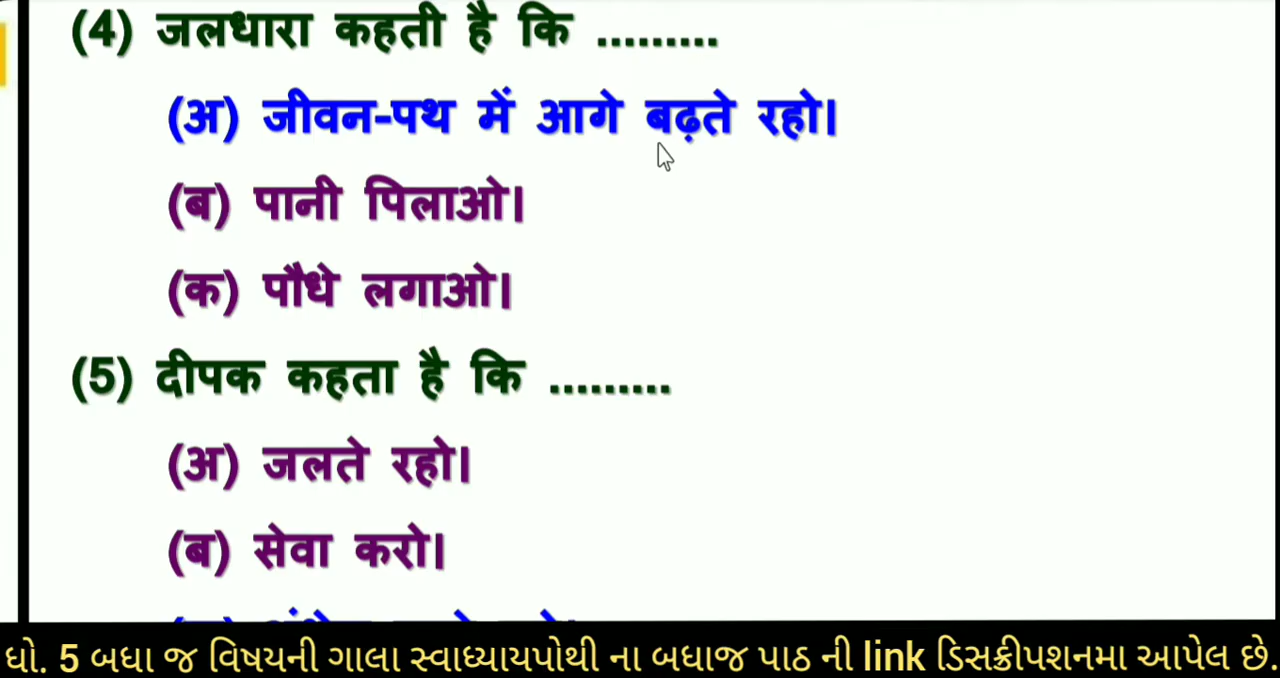 (4) जलधारा कहती है कि .........
(अ) जीवन-पथ में आगे बढ़ते रहो।
(ब) पानी पिलाओ।
(क) पौधे लगाओ।
(5) दीपक कहता है कि .........
(अ) जलते रहो।
(ब) सेवा करो।
ધો. 5 બધા જ વિષયની ગાલા સ્વાધ્યાયપોથી ના બધાજ પાઠ ની link ડિસક્રીપશનમા આપેલ છે.